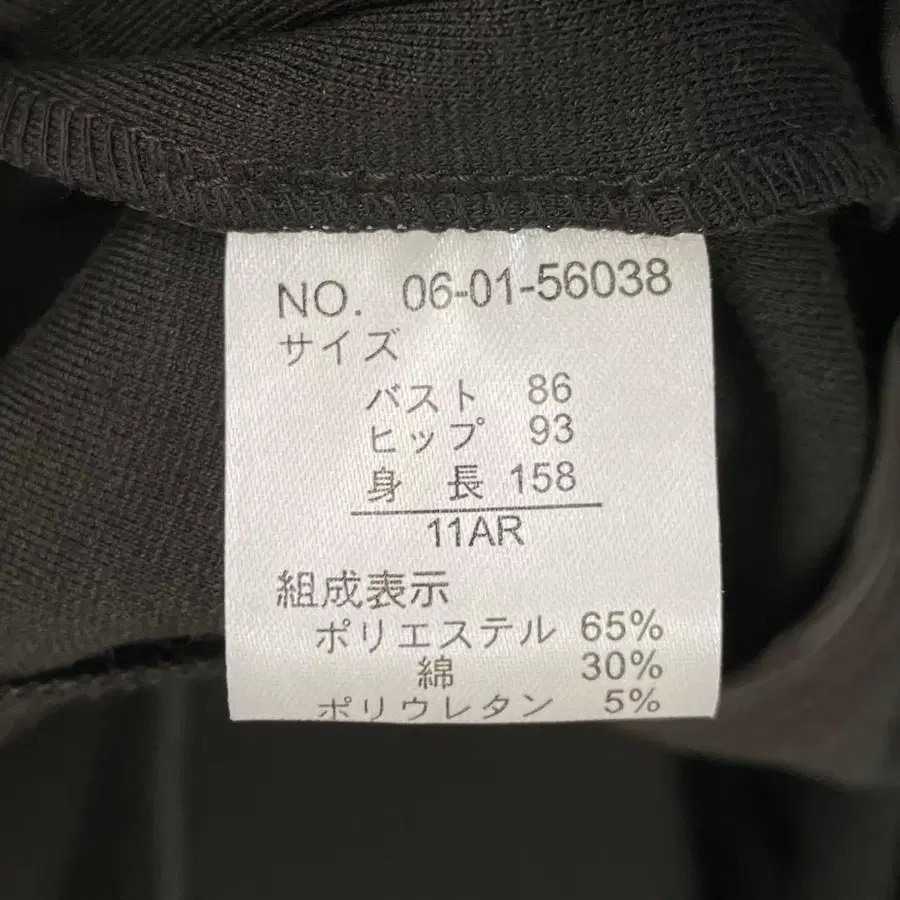 NO. 06-01-56038
サイズ
バスト 86
ヒップ 93
身 長 158
11AR
組成表示
ポリエステル 65%
綿 30%
ポリウレタン 5%